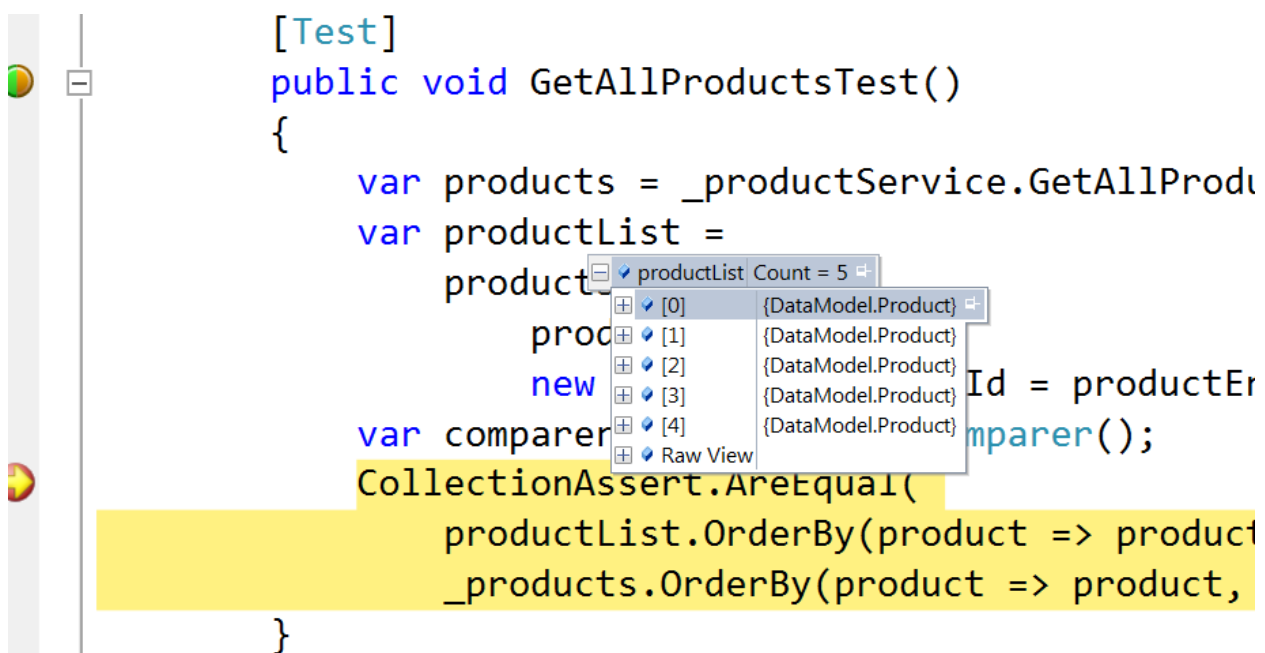 [Test]
public void GetAllProductsTest()
{
var products = _productService.GetAllProdu
var productList =
product
productList Count = 5
[0] {DataModel.Product}
prod
[1] {DataModel.Product}
[2] {DataModel.Product}
new
[3] {DataModel.Product}
Id = productEn
[4] {DataModel.Product}
var comparer
mparer();
Raw View
CollectionAssert.AreEqual(
productList.OrderBy(product => product
_products.OrderBy(product => product,
}